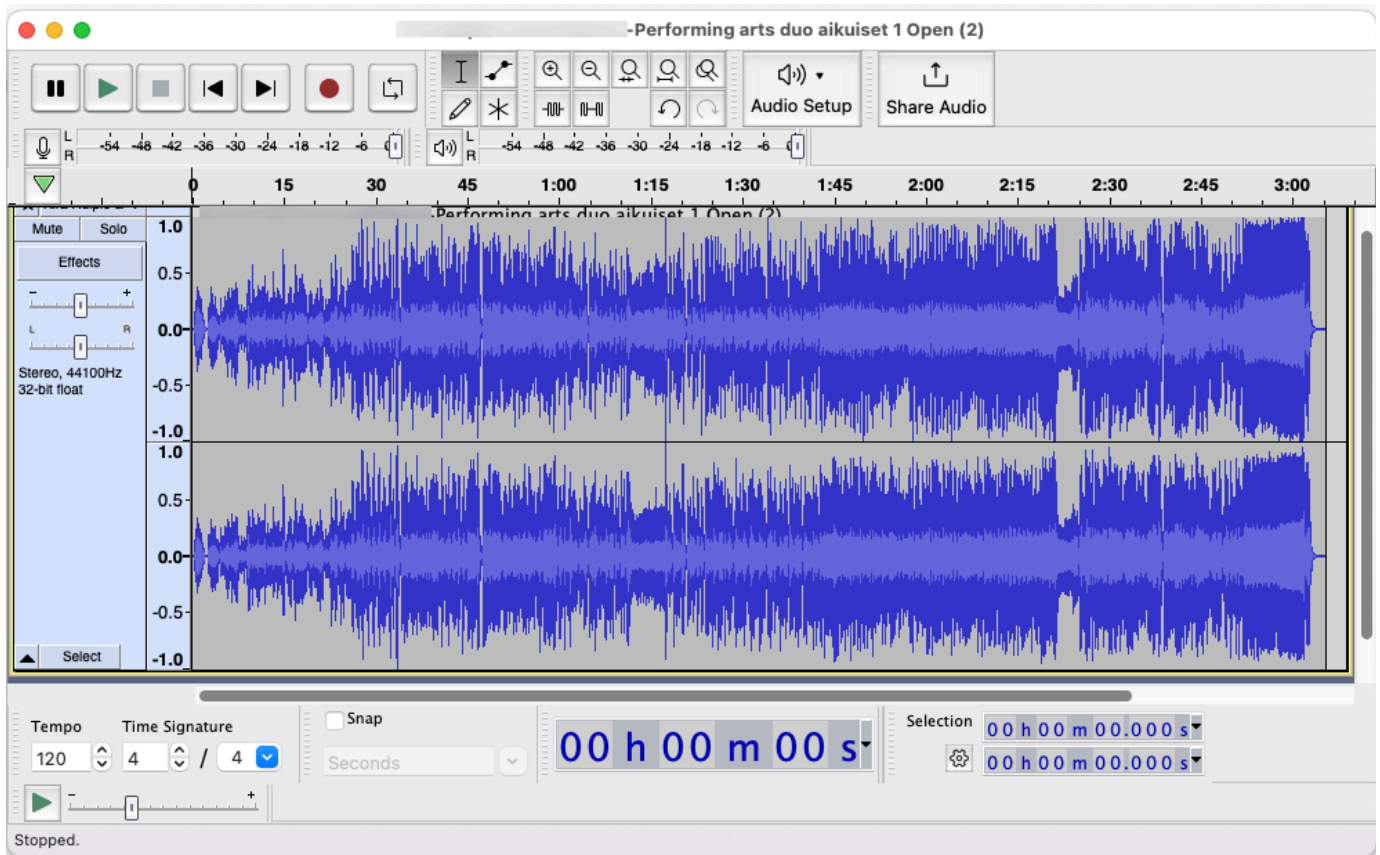 -Performing arts duo aikuiset 1 Open (2)
Audio Setup
Share Audio
L
R
-54 -48 -42 -36 -30 -24 -18 -12 -6
L
R
-54 -48 -42 -36 -30 -24 -18 -12 -6
0 15 30 45 1:00 1:15 1:30 1:45 2:00 2:15 2:30 2:45 3:00
-Performing arts duo aikuiset 1 Open (2)
Mute Solo
Effects
- +
L R
Stereo, 44100Hz
32-bit float
1.0
0.5-
0.0-
-0.5-
-1.0
1.0
0.5-
0.0-
-0.5-
-1.0
Select
Tempo
120
Time Signature
4 / 4
Snap
Seconds
00 h 00 m 00 s
Selection
00 h 00 m 00.000 s
00 h 00 m 00.000 s
- +
Stopped.